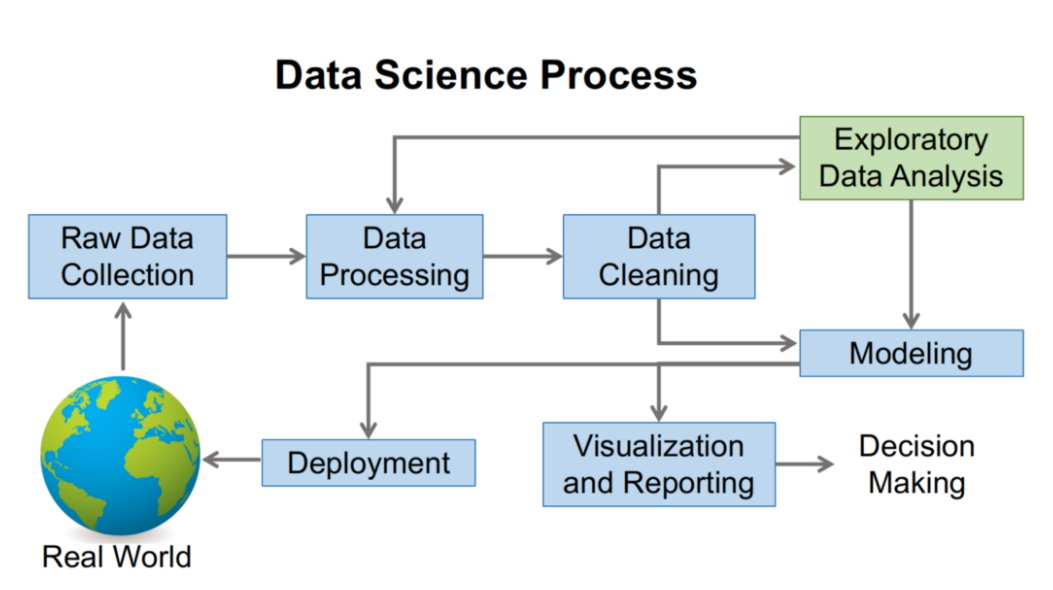 Data Science Process
Exploratory
Data Analysis
Raw Data
Collection
Data
Processing
Data
Cleaning
Modeling
Deployment
Visualization
and Reporting
Decision
Making
Real World